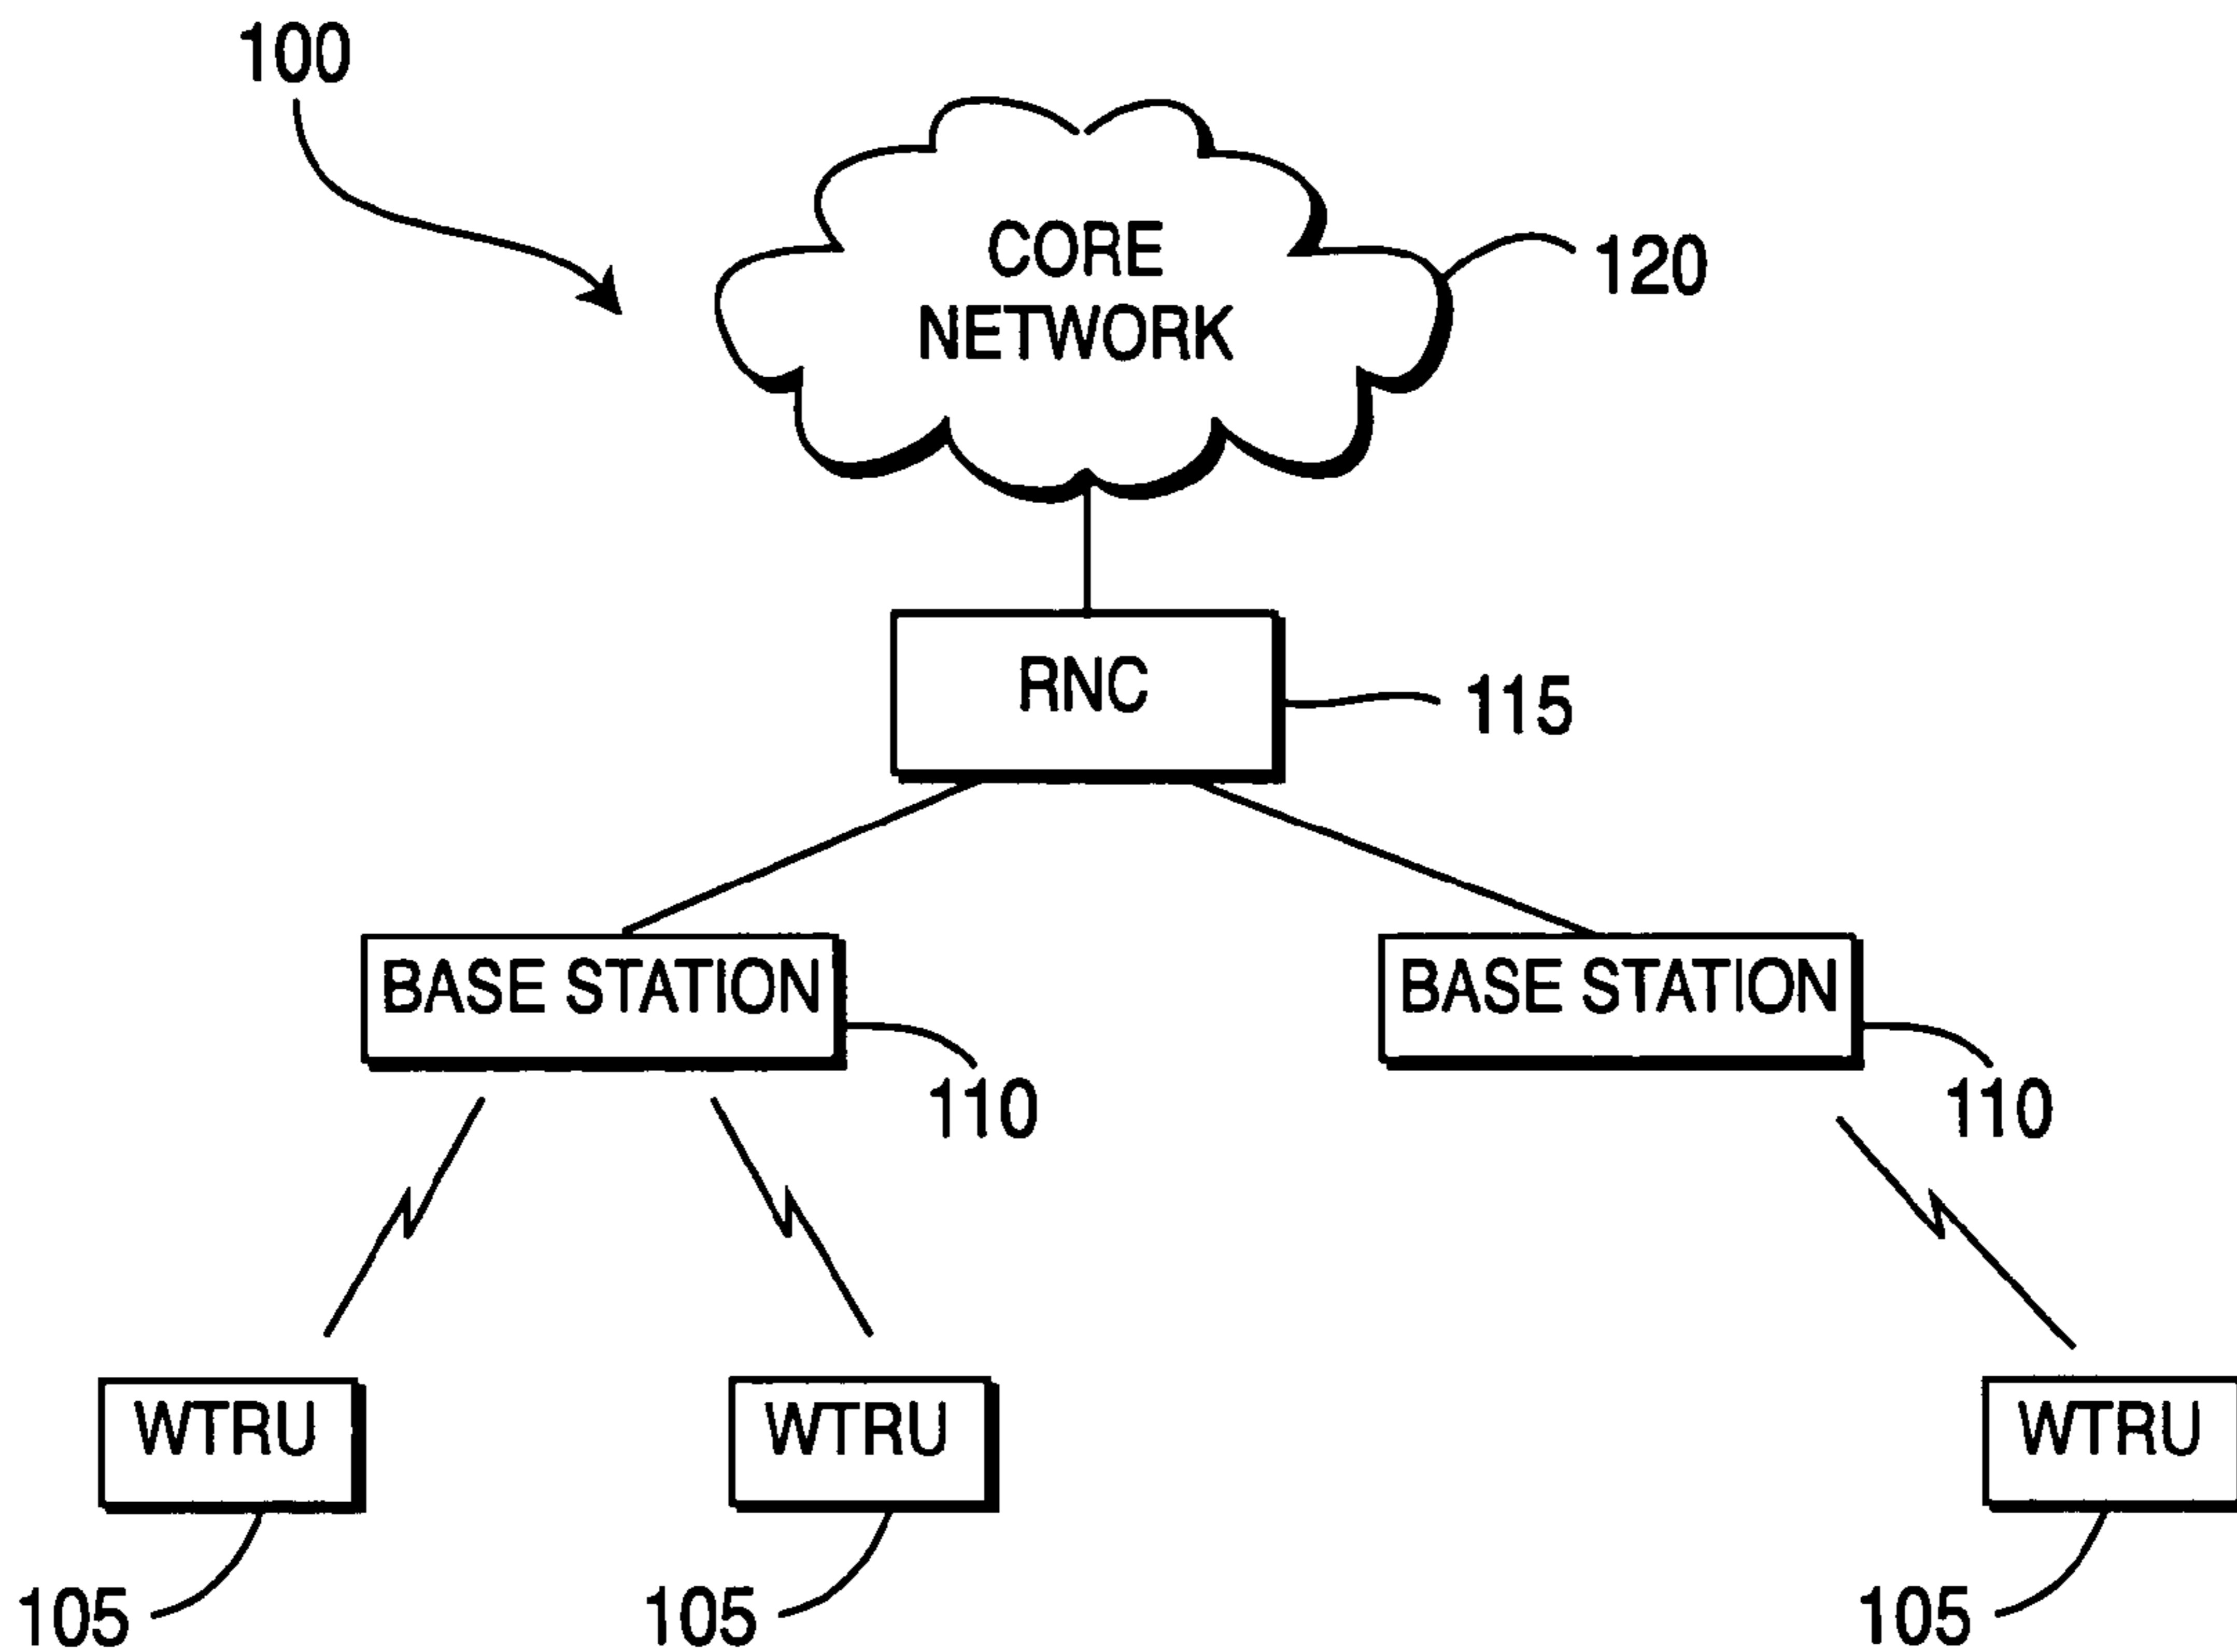 100
CORE
NETWORK
120
RNC
115
BASE STATION
BASE STATION
110
110
WTRU
WTRU
WTRU
105
105
105